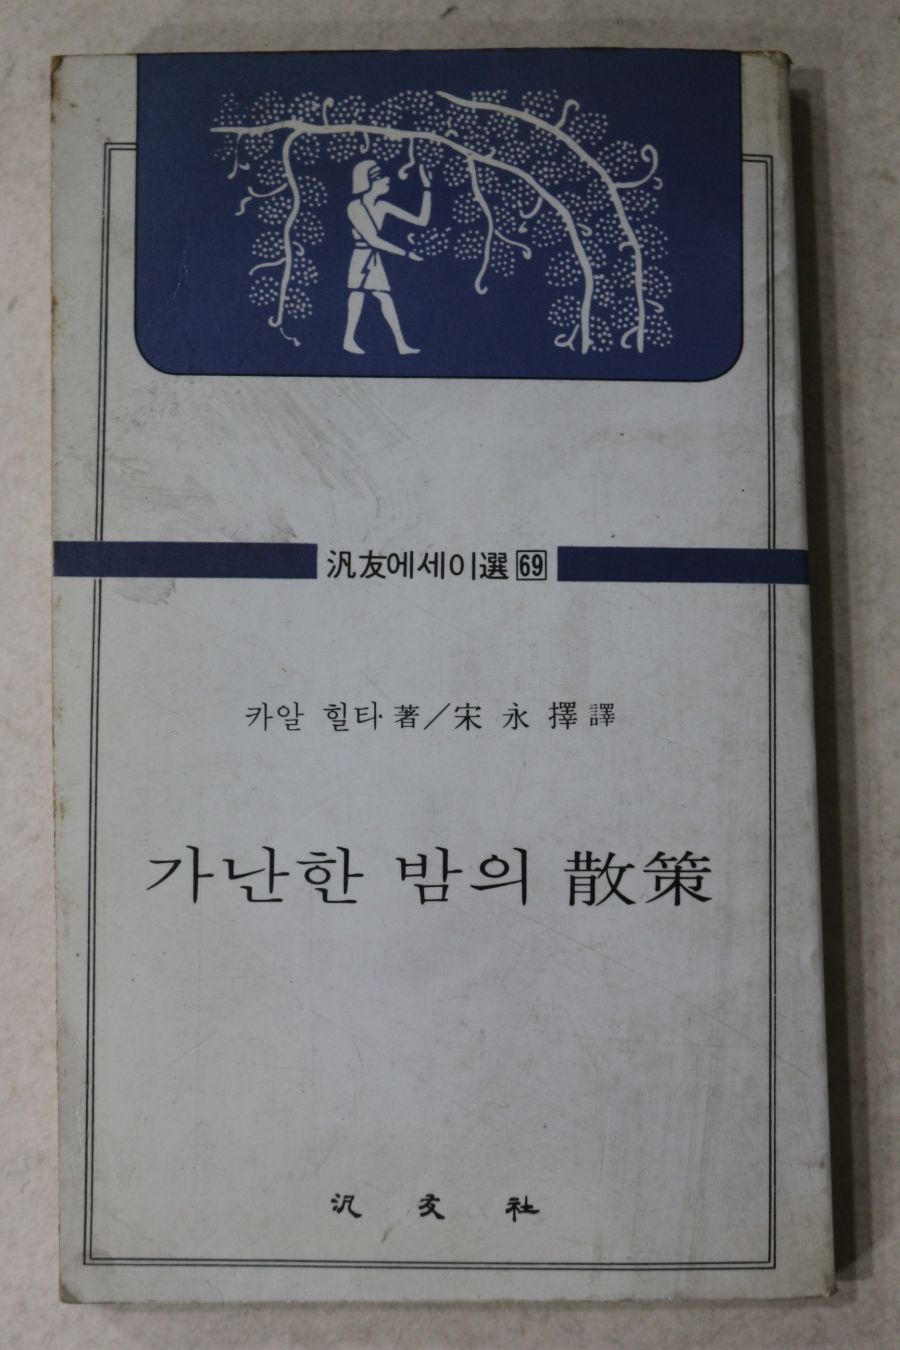 汎友에세이選 69
카알 힐티 著／宋 永 擇 譯
가난한 밤의 散策
汎 友 社